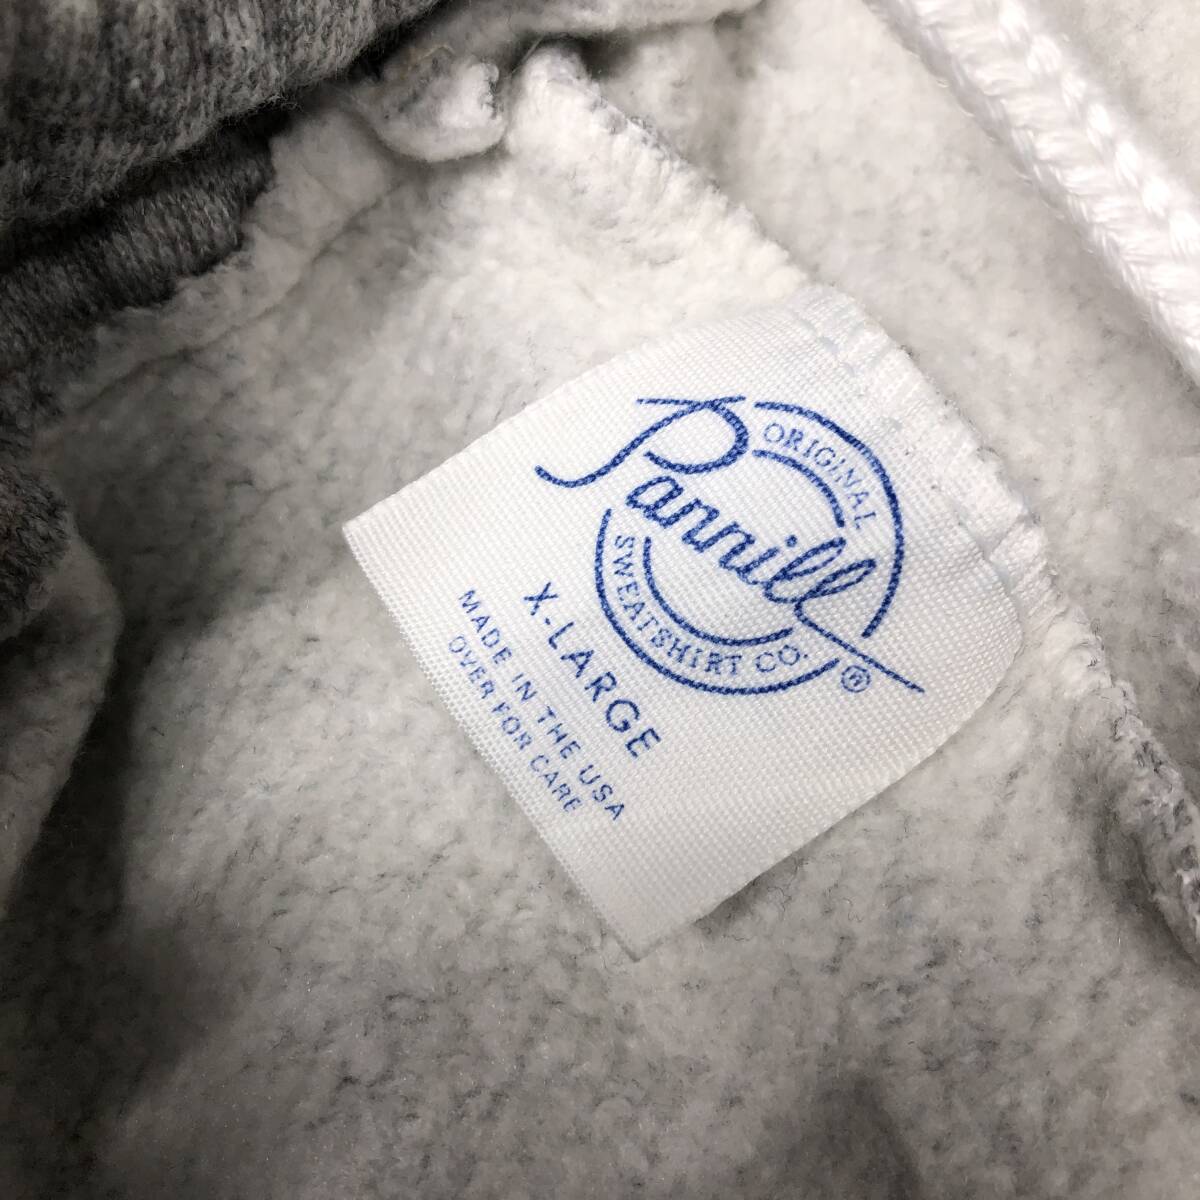 ORIGINAL
Pannill
SWEATSHIRT CO.
®
X-LARGE
MADE IN THE USA
OVER FOR CARE